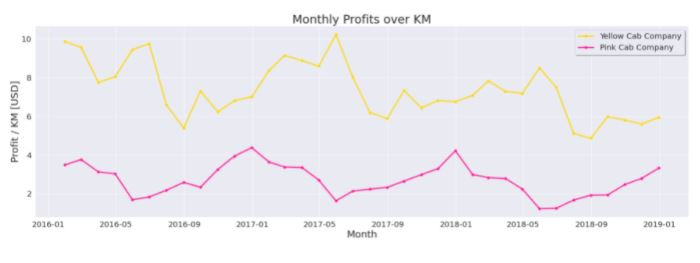 Monthly Profits over KM
Yellow Cab Company
Pink Cab Company
Profit / KM [USD]
10
8
6
4
2
2016-01 2016-05 2016-09 2017-01 2017-05 2017-09 2018-01 2018-05 2018-09 2019-01
Month